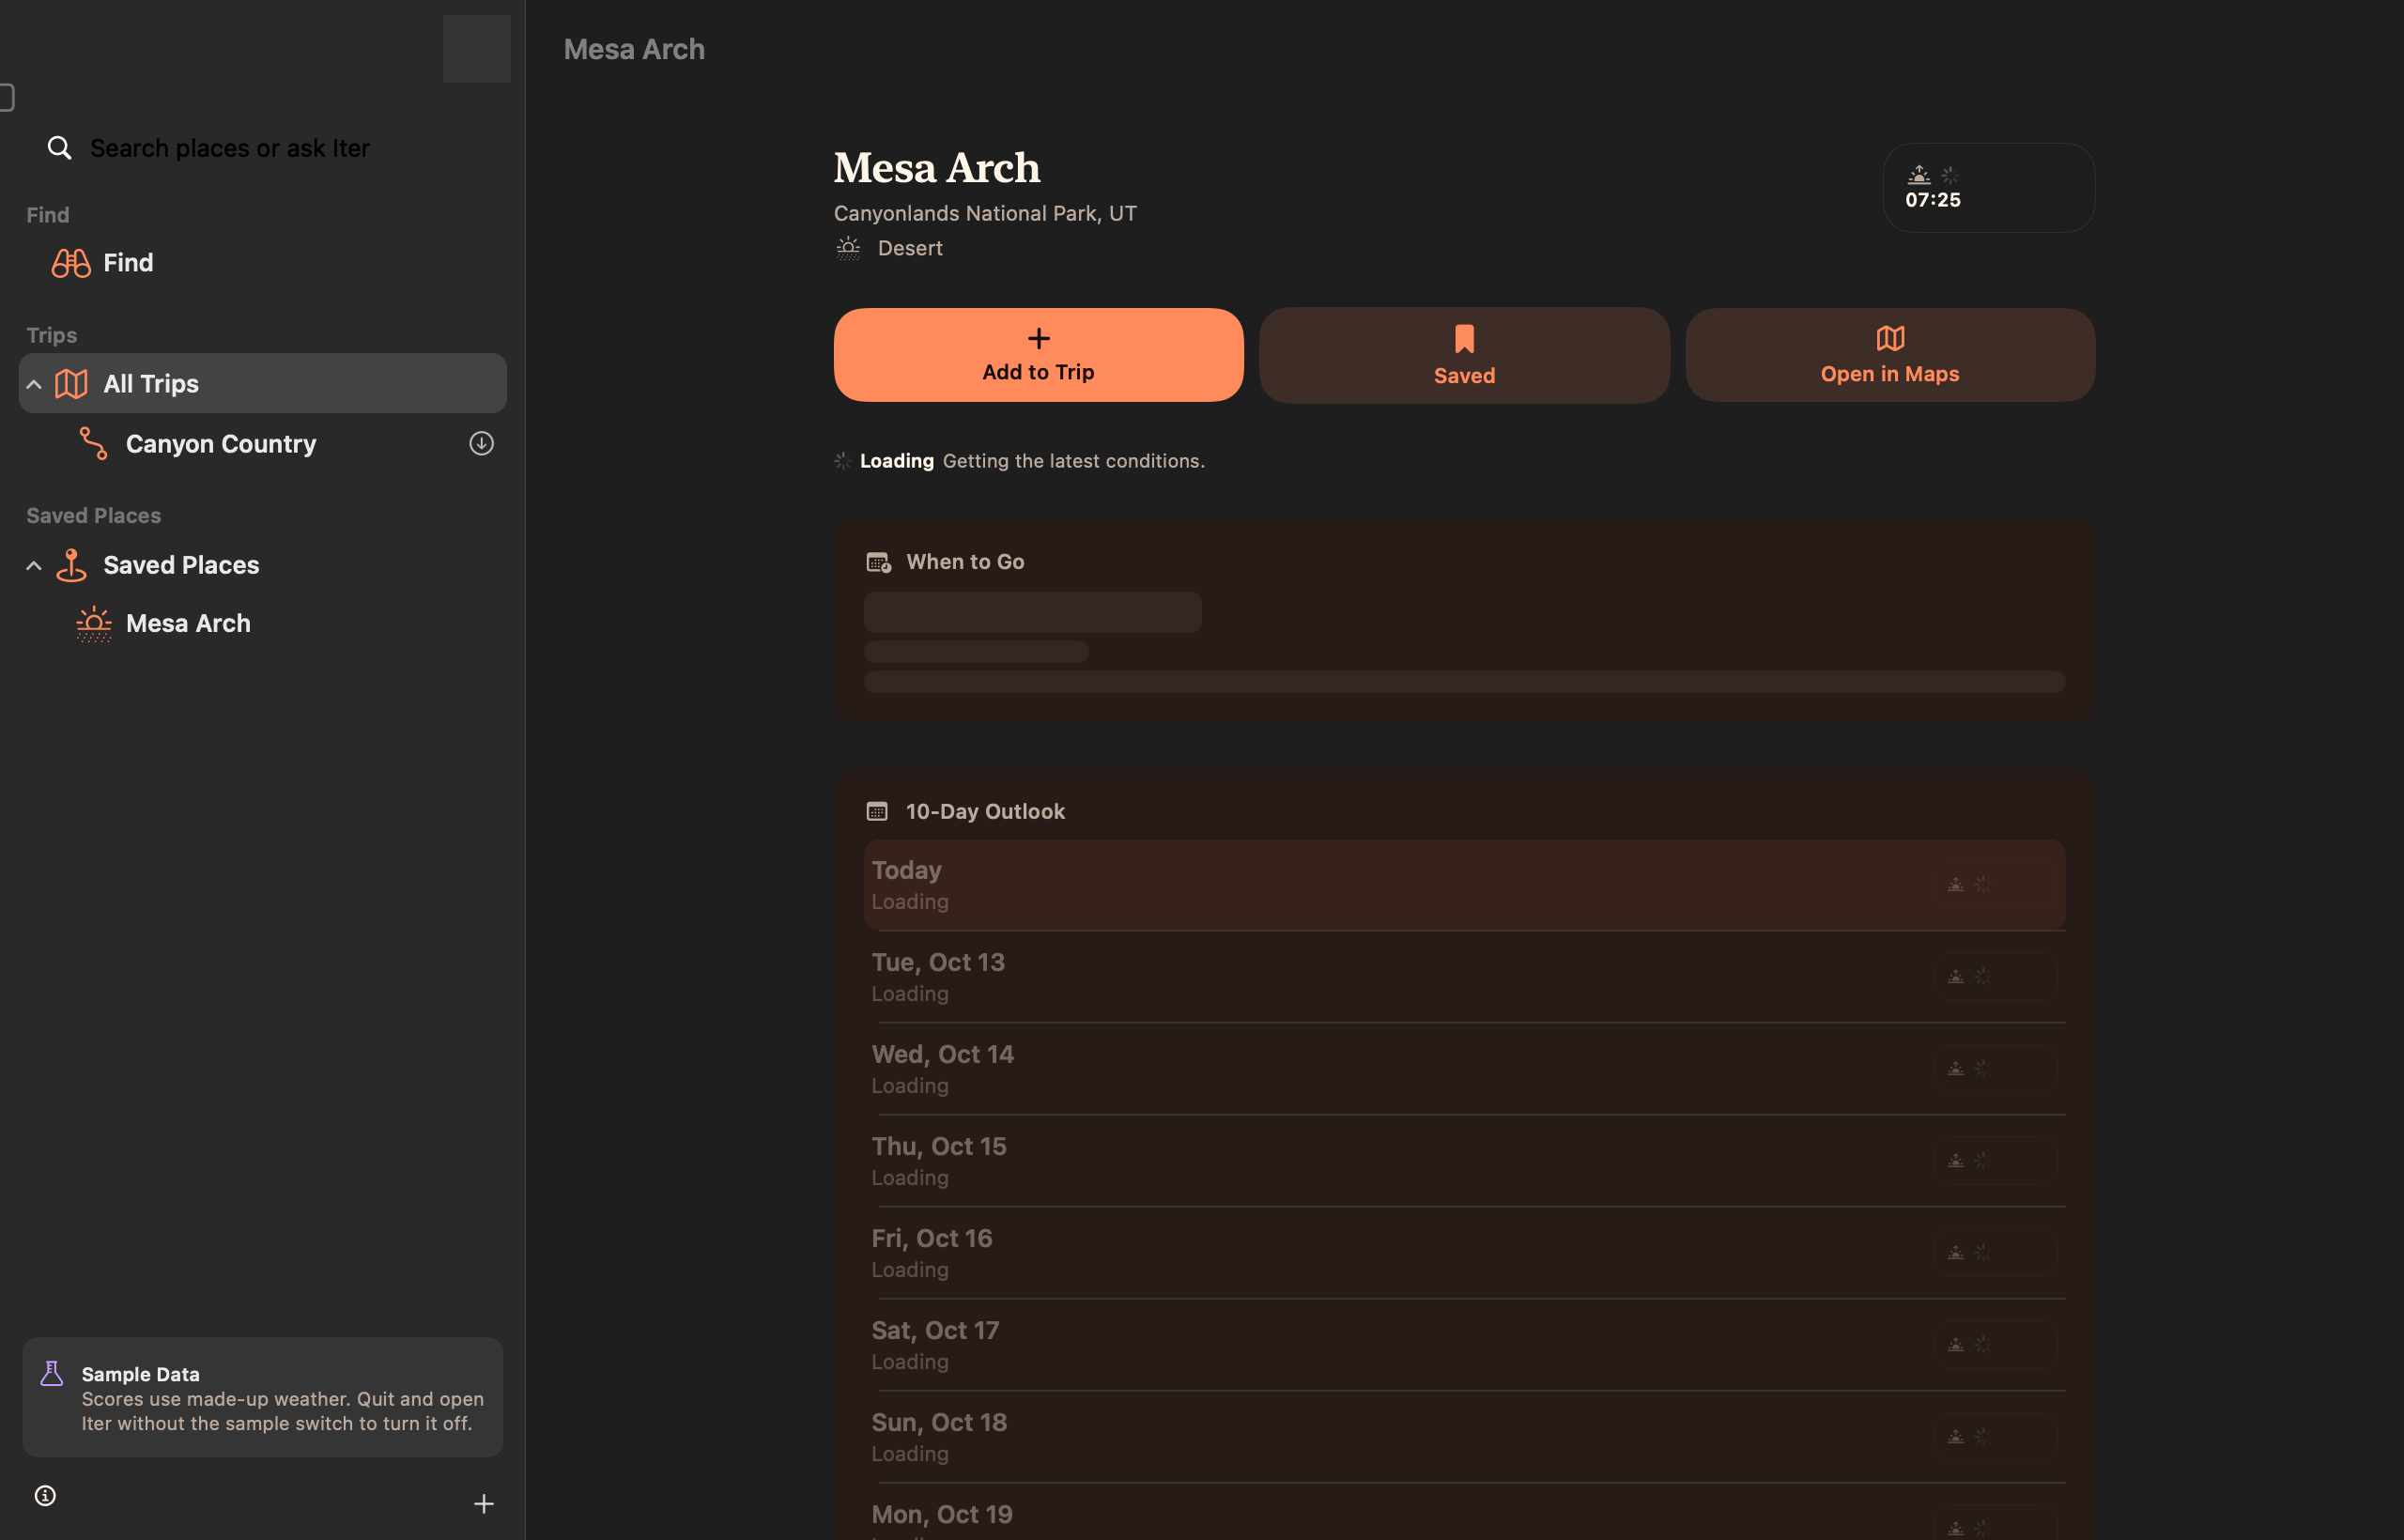 Mesa Arch
Search places or ask Iter
Find
Find
Trips
All Trips
Canyon Country
Saved Places
Saved Places
Mesa Arch
Sample Data
Scores use made-up weather. Quit and open
Iter without the sample switch to turn it off.
Mesa Arch
Canyonlands National Park, UT
Desert
07:25
Add to Trip
Saved
Open in Maps
Loading Getting the latest conditions.
When to Go
10-Day Outlook
Today
Loading
Tue, Oct 13
Loading
Wed, Oct 14
Loading
Thu, Oct 15
Loading
Fri, Oct 16
Loading
Sat, Oct 17
Loading
Sun, Oct 18
Loading
Mon, Oct 19